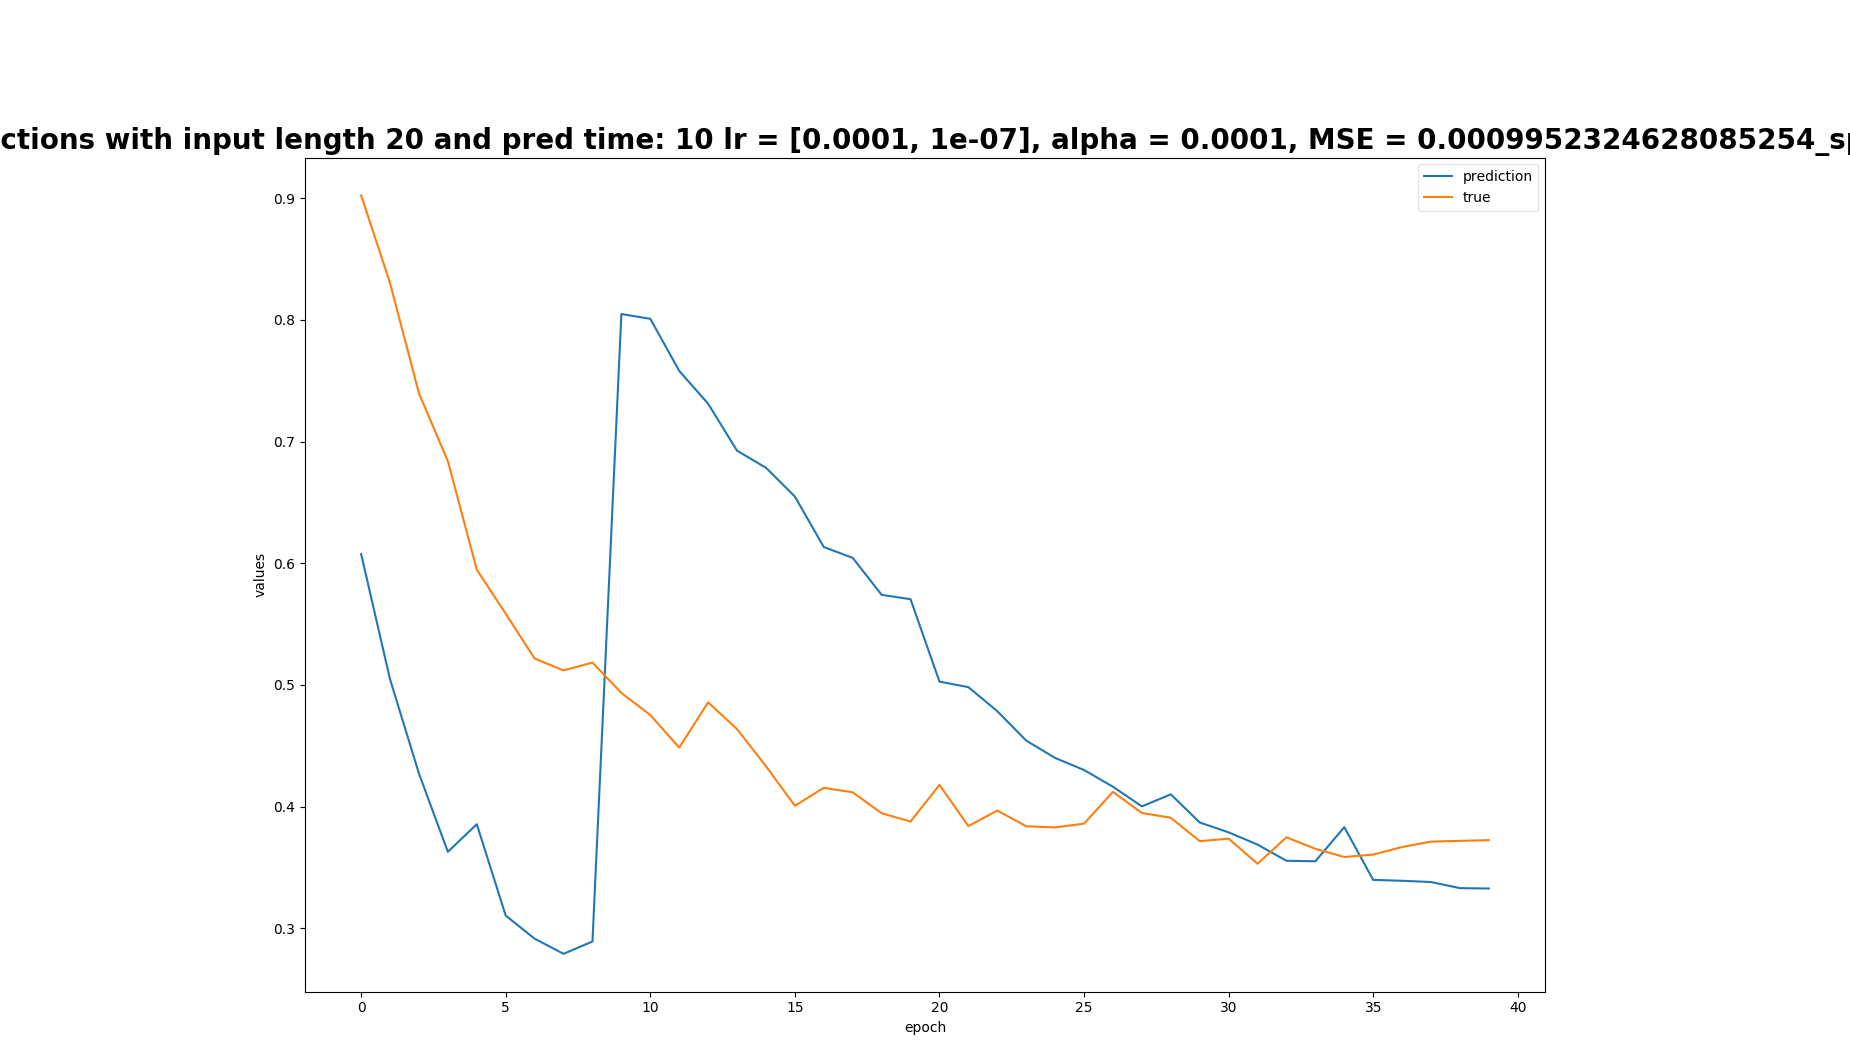 ctions with input length 20 and pred time: 10 lr = [0.0001, 1e-07], alpha = 0.0001, MSE = 0.0009952324628085254_sp
prediction
true
0.9
0.8
0.7
0.6
0.5
0.4
0.3
values
0 5 10 15 20 25 30 35 40
epoch